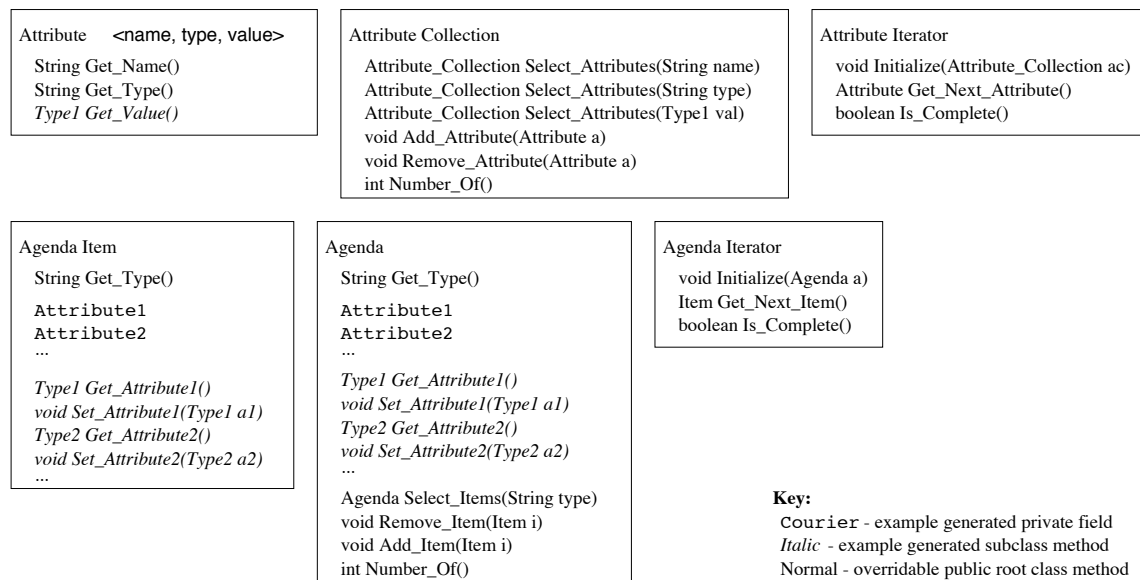 Attribute <name, type, value>
String Get_Name()
String Get_Type()
Type1 Get_Value()
Attribute Collection
Attribute_Collection Select_Attributes(String name)
Attribute_Collection Select_Attributes(String type)
Attribute_Collection Select_Attributes(Type1 val)
void Add_Attribute(Attribute a)
void Remove_Attribute(Attribute a)
int Number_Of()
Attribute Iterator
void Initialize(Attribute_Collection ac)
Attribute Get_Next_Attribute()
boolean Is_Complete()
Agenda Item
String Get_Type()
Attribute1
Attribute2
...
Type1 Get_Attribute1()
void Set_Attribute1(Type1 a1)
Type2 Get_Attribute2()
void Set_Attribute2(Type2 a2)
...
Agenda
String Get_Type()
Attribute1
Attribute2
...
Type1 Get_Attribute1()
void Set_Attribute1(Type1 a1)
Type2 Get_Attribute2()
void Set_Attribute2(Type2 a2)
...
Agenda Select_Items(String type)
void Remove_Item(Item i)
void Add_Item(Item i)
int Number_Of()
Agenda Iterator
void Initialize(Agenda a)
Item Get_Next_Item()
boolean Is_Complete()
Key:
Courier - example generated private field
Italic - example generated subclass method
Normal - overridable public root class method